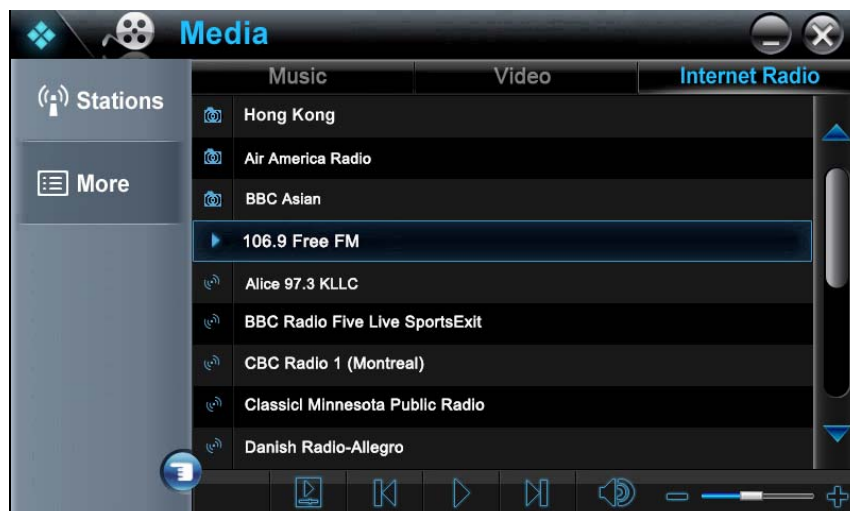 Media
Music Video Internet Radio
Stations
More
Hong Kong
Air America Radio
BBC Asian
106.9 Free FM
Alice 97.3 KLLC
BBC Radio Five Live SportsExit
CBC Radio 1 (Montreal)
Classicl Minnesota Public Radio
Danish Radio-Allegro